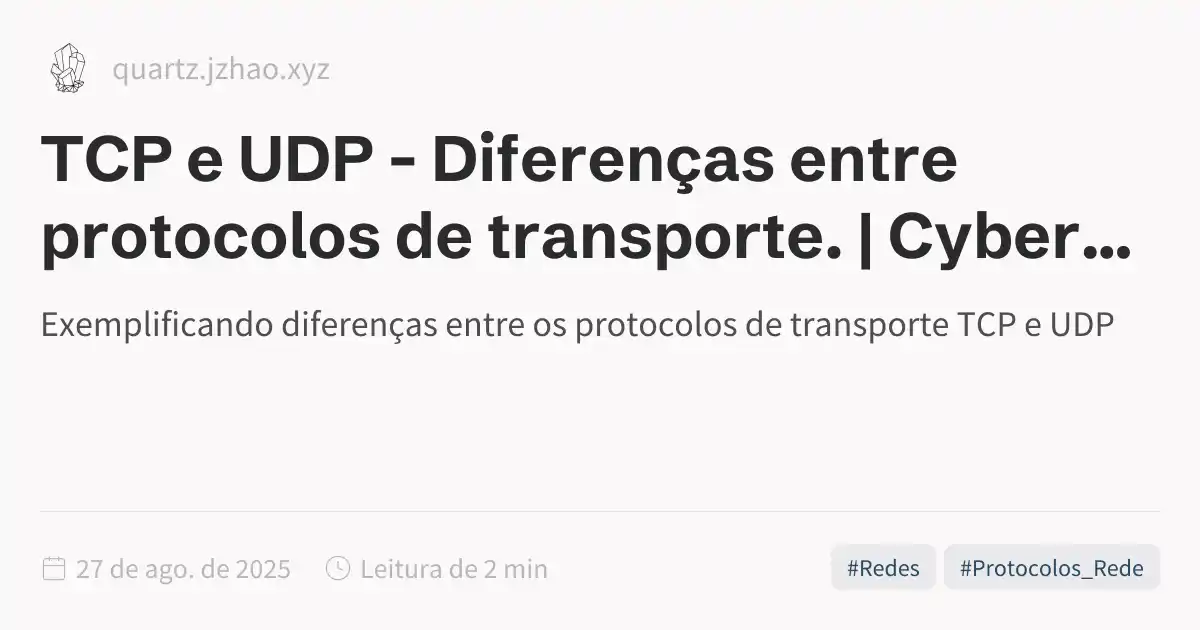 quartz.jzhao.xyz
TCP e UDP - Diferenças entre
protocolos de transporte. | Cyber...
Exemplificando diferenças entre os protocolos de transporte TCP e UDP
27 de ago. de 2025
Leitura de 2 min
#Redes
#Protocolos_Rede